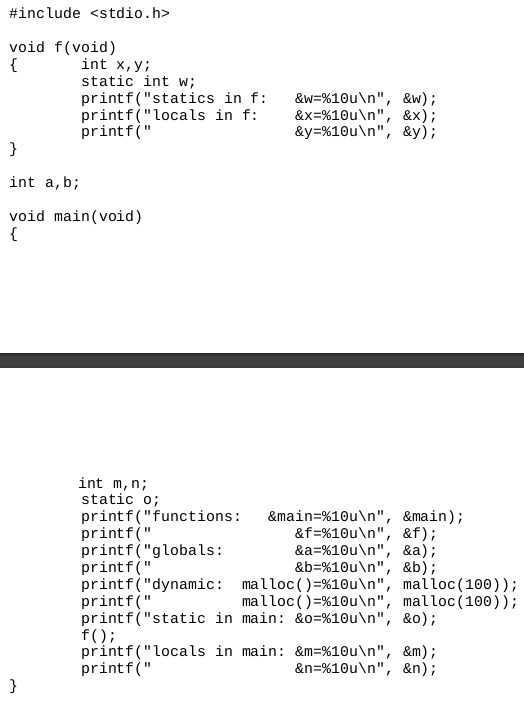 #include <stdio.h>

void f(void)
{       int x,y;
        static int w;
        printf("statics in f:   &w=%10u\n", &w);
        printf("locals in f:    &x=%10u\n", &x);
        printf("                &y=%10u\n", &y);
}

int a,b;

void main(void)
{
        int m,n;
        static o;
        printf("functions:   &main=%10u\n", &main);
        printf("                &f=%10u\n", &f);
        printf("globals:        &a=%10u\n", &a);
        printf("                &b=%10u\n", &b);
        printf("dynamic:  malloc()=%10u\n", malloc(100));
        printf("          malloc()=%10u\n", malloc(100));
        printf("static in main: &o=%10u\n", &o);
        f();
        printf("locals in main: &m=%10u\n", &m);
        printf("                &n=%10u\n", &n);
}